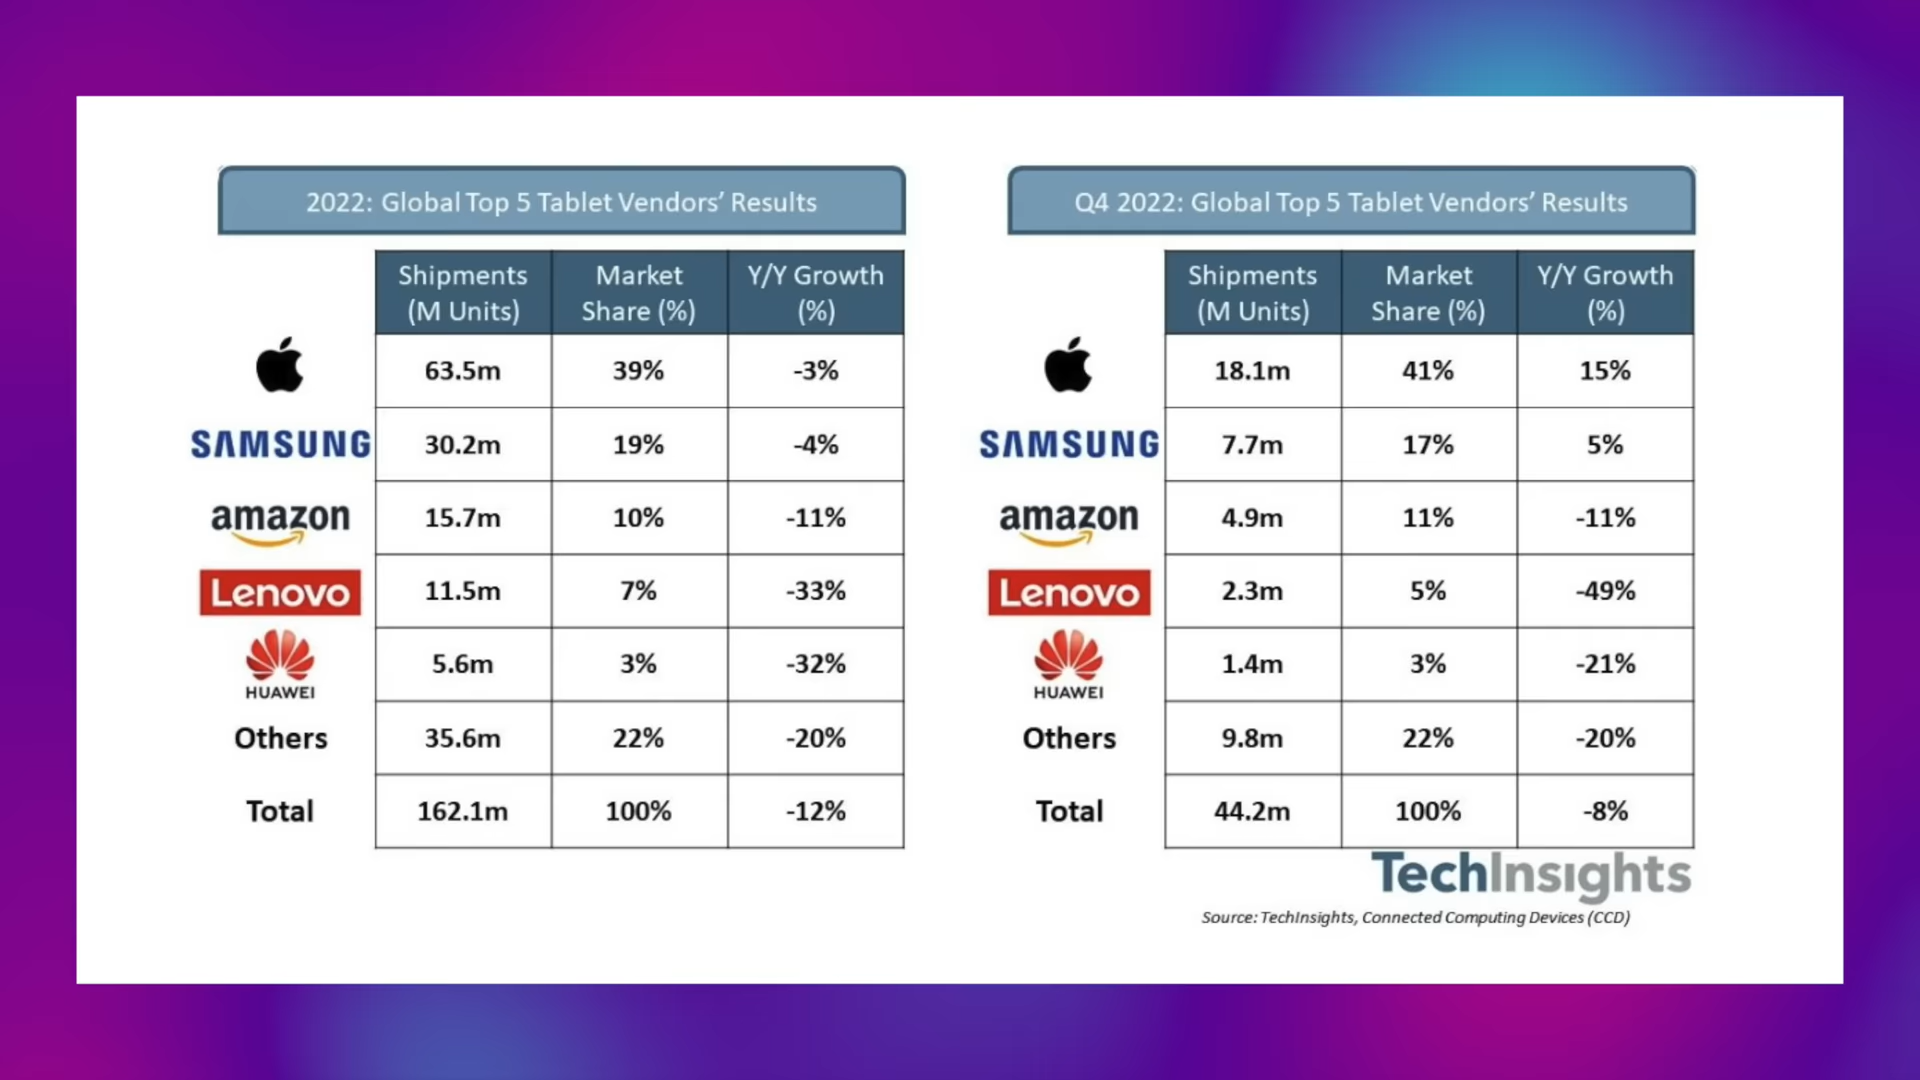 2022: Global Top 5 Tablet Vendors’ Results
Shipments (M Units) Market Share (%) Y/Y Growth (%)
63.5m 39% -3%
SAMSUNG 30.2m 19% -4%
amazon 15.7m 10% -11%
Lenovo 11.5m 7% -33%
HUAWEI 5.6m 3% -32%
Others 35.6m 22% -20%
Total 162.1m 100% -12%
Q4 2022: Global Top 5 Tablet Vendors’ Results
Shipments (M Units) Market Share (%) Y/Y Growth (%)
18.1m 41% 15%
SAMSUNG 7.7m 17% 5%
amazon 4.9m 11% -11%
Lenovo 2.3m 5% -49%
HUAWEI 1.4m 3% -21%
Others 9.8m 22% -20%
Total 44.2m 100% -8%
TechInsights
Source: TechInsights, Connected Computing Devices (CCD)